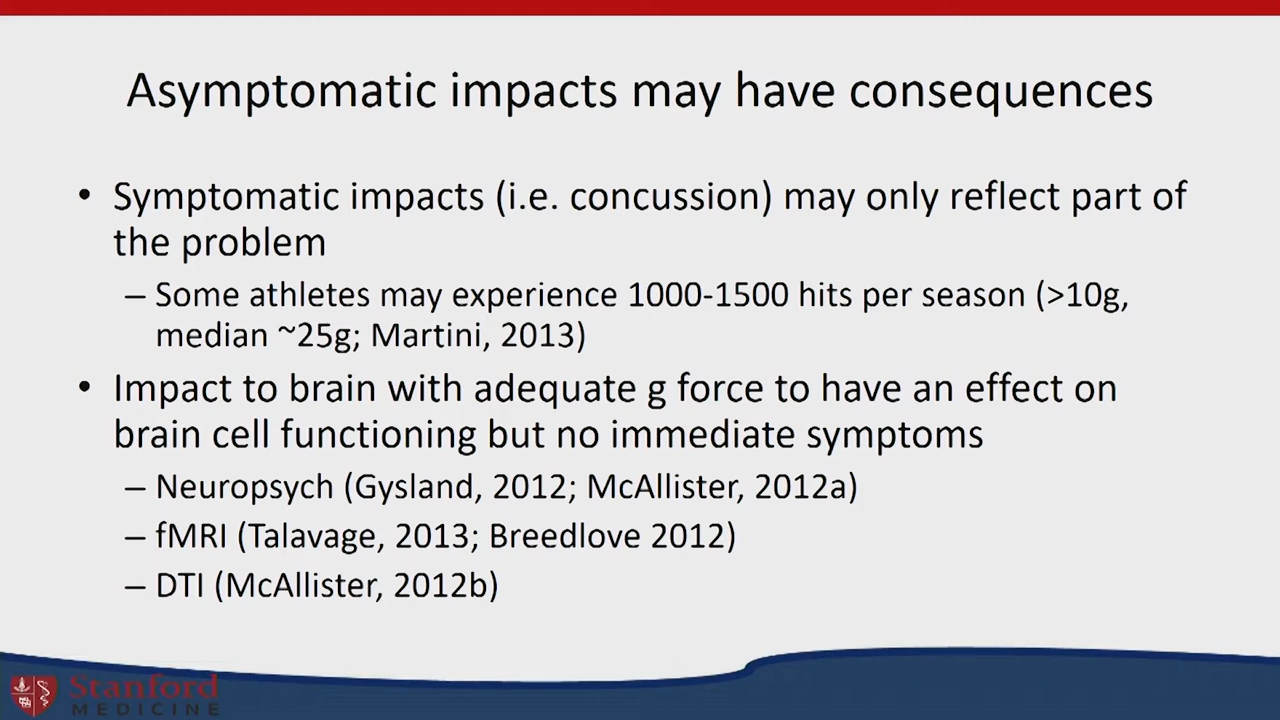 Asymptomatic impacts may have consequences
• Symptomatic impacts (i.e. concussion) may only reflect part of
the problem
– Some athletes may experience 1000-1500 hits per season (>10g,
median ~25g; Martini, 2013)
• Impact to brain with adequate g force to have an effect on
brain cell functioning but no immediate symptoms
– Neuropsych (Gysland, 2012; McAllister, 2012a)
– fMRI (Talavage, 2013; Breedlove 2012)
– DTI (McAllister, 2012b)
Stanford
MEDICINE